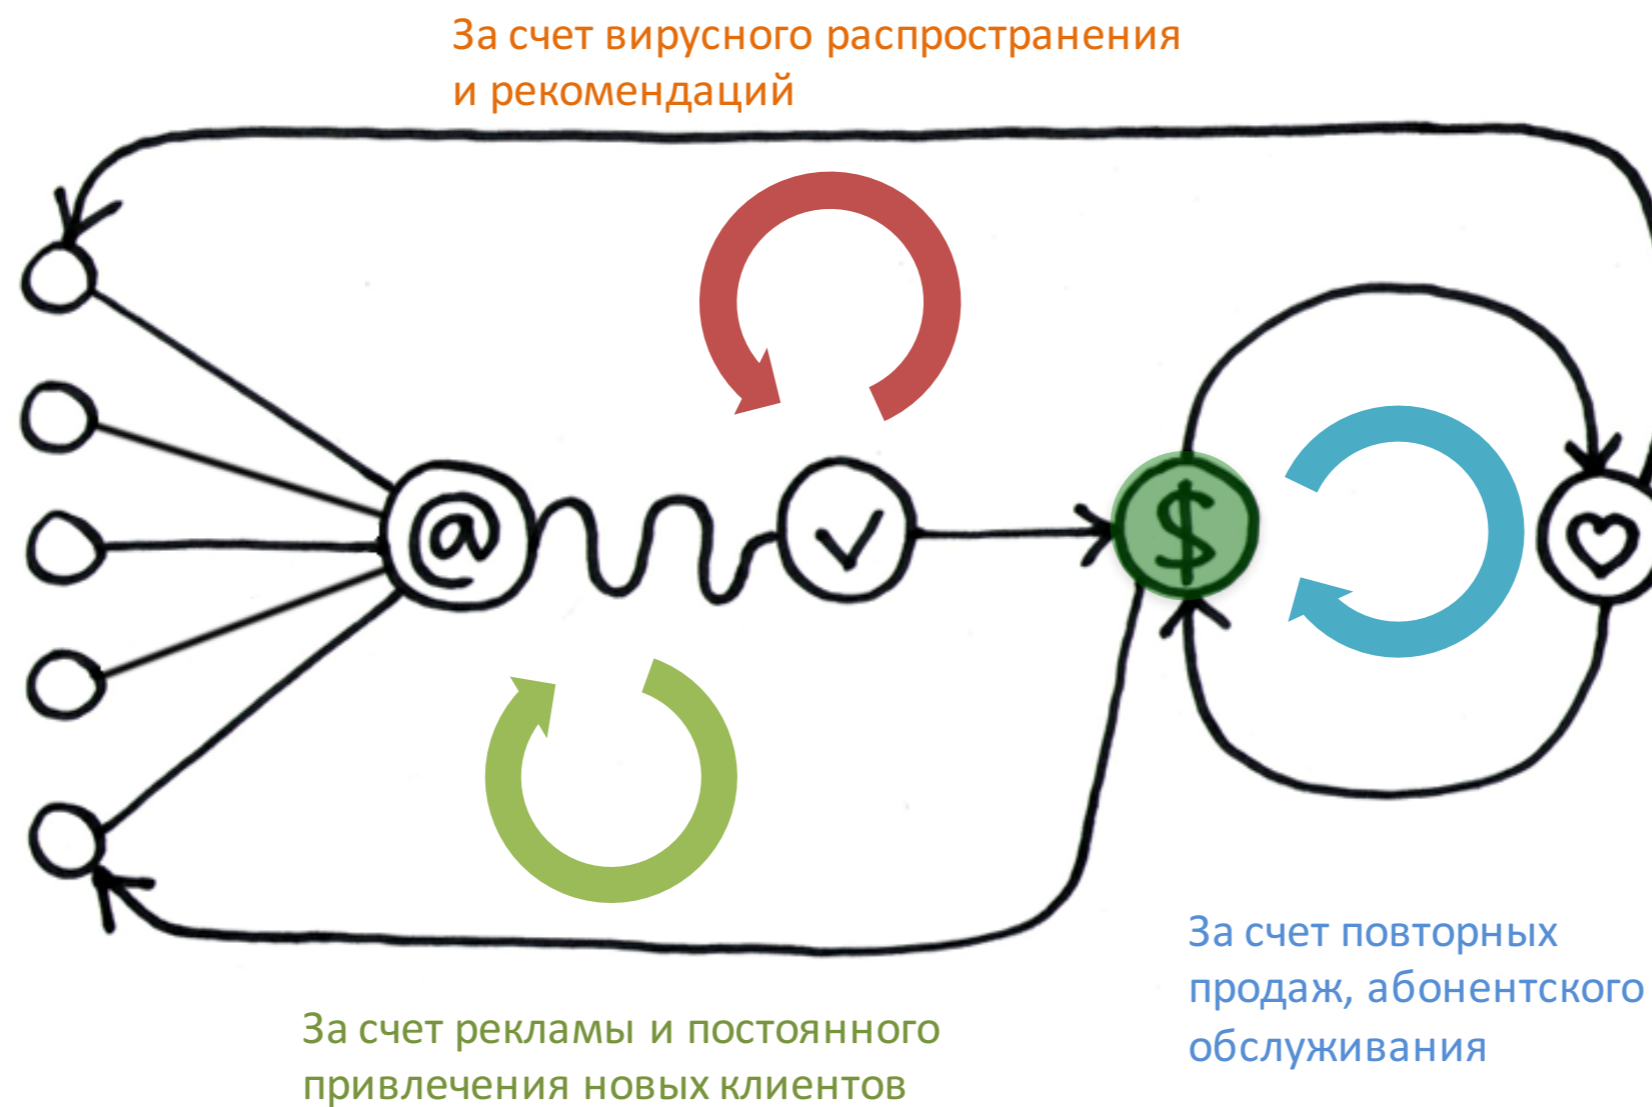 За счет вирусного распространения
и рекомендаций
@
$
За счет повторных
продаж, абонентского
обслуживания
За счет рекламы и постоянного
привлечения новых клиентов